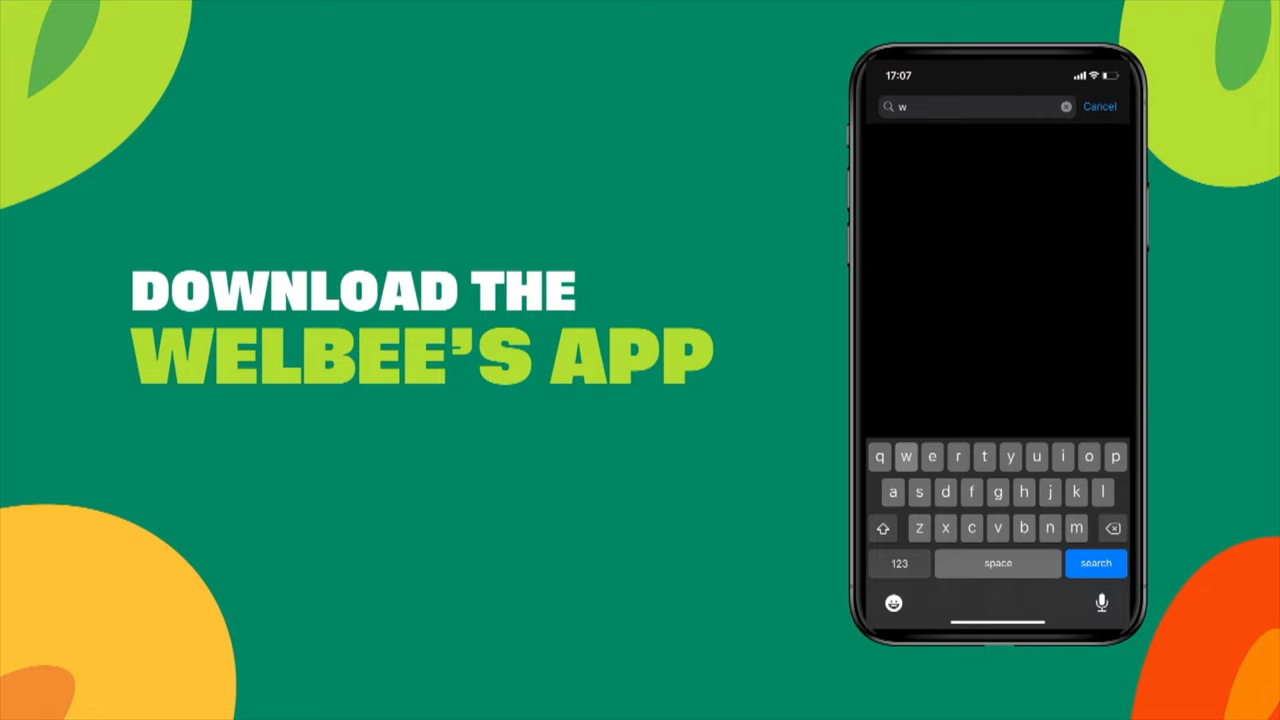 DOWNLOAD THE
WELBEE’S APP
17:07
w
Cancel
q w e r t y u i o p
a s d f g h j k l
z x c v b n m
123 space search